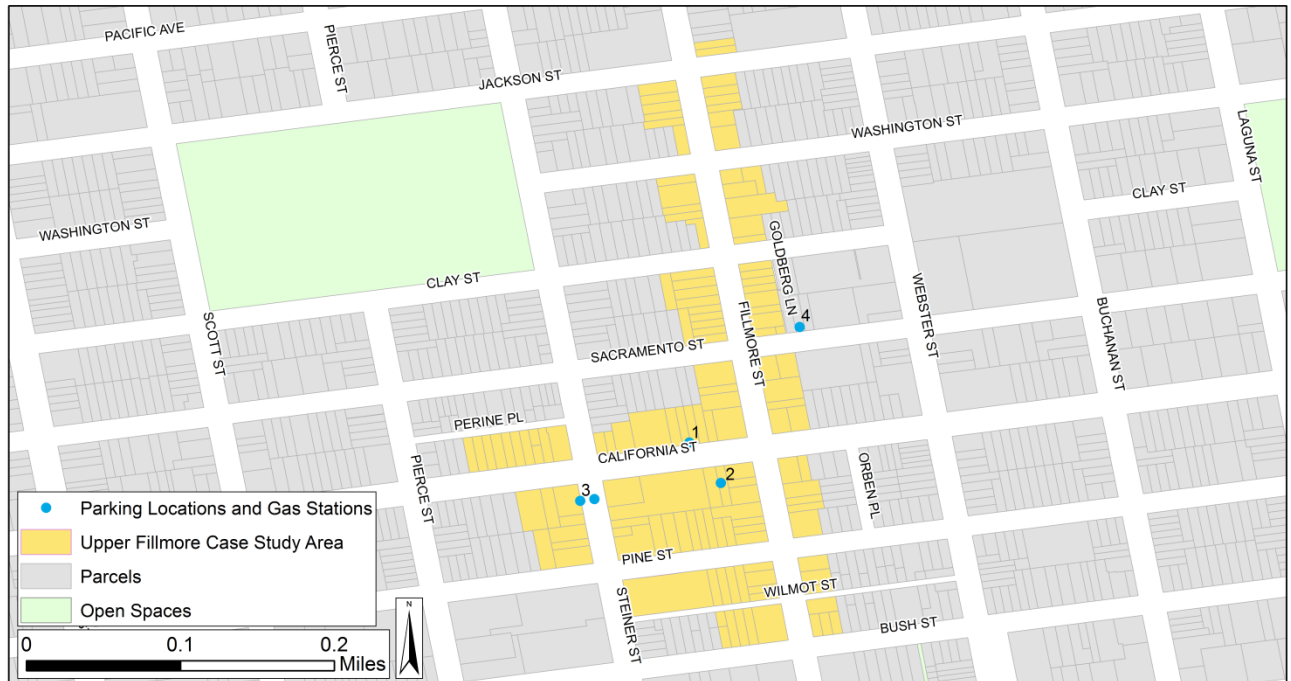 PACIFIC AVE
PIERCE ST
JACKSON ST
WASHINGTON ST
LAGUNA ST
CLAY ST
WASHINGTON ST
GOLDBERG LN
CLAY ST
WEBSTER ST
BUCHANAN ST
SCOTT ST
FILLMORE ST
4
SACRAMENTO ST
PERINE PL
1
CALIFORNIA ST
PIERCE ST
3
2
ORBEN PL
Parking Locations and Gas Stations
Upper Fillmore Case Study Area
Parcels
Open Spaces
PINE ST
STEINER ST
WILMOT ST
BUSH ST
N
0 0.1 0.2
Miles